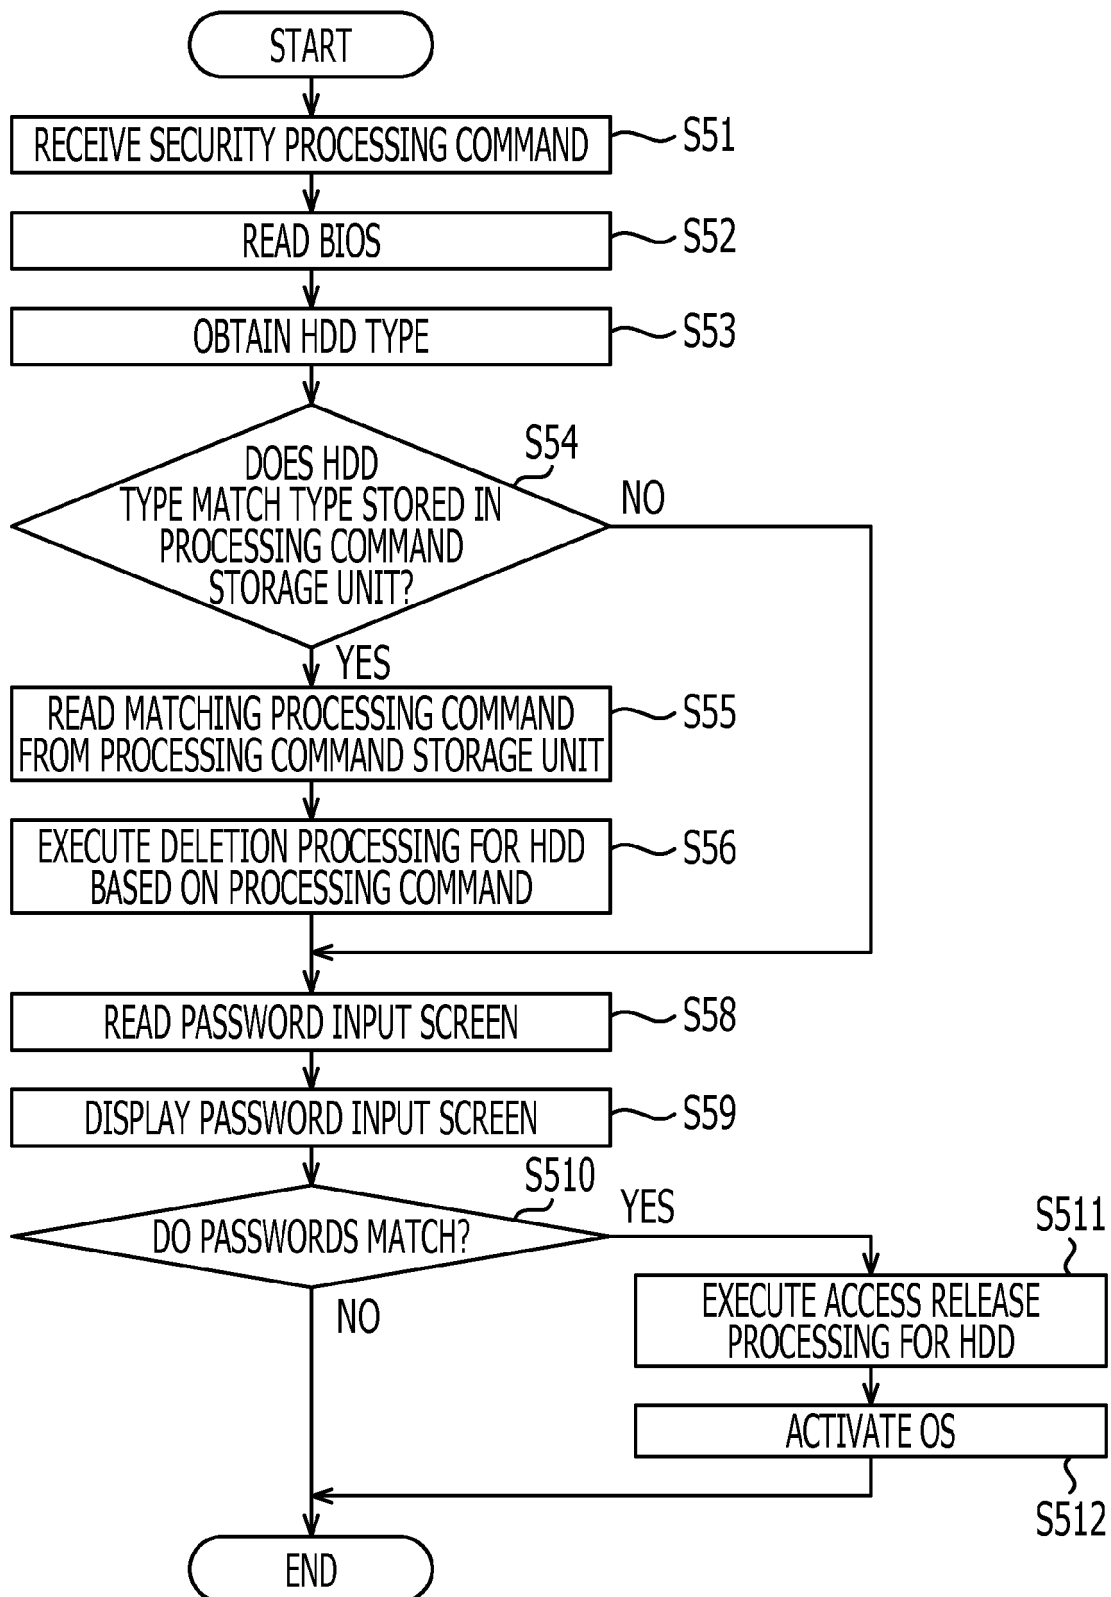 START
RECEIVE SECURITY PROCESSING COMMAND
S51
READ BIOS
S52
OBTAIN HDD TYPE
S53
DOES HDD
TYPE MATCH TYPE STORED IN
PROCESSING COMMAND
STORAGE UNIT?
S54
NO
YES
READ MATCHING PROCESSING COMMAND
FROM PROCESSING COMMAND STORAGE UNIT
S55
EXECUTE DELETION PROCESSING FOR HDD
BASED ON PROCESSING COMMAND
S56
READ PASSWORD INPUT SCREEN
S58
DISPLAY PASSWORD INPUT SCREEN
S59
DO PASSWORDS MATCH?
S510
YES
NO
S511
EXECUTE ACCESS RELEASE
PROCESSING FOR HDD
ACTIVATE OS
S512
END